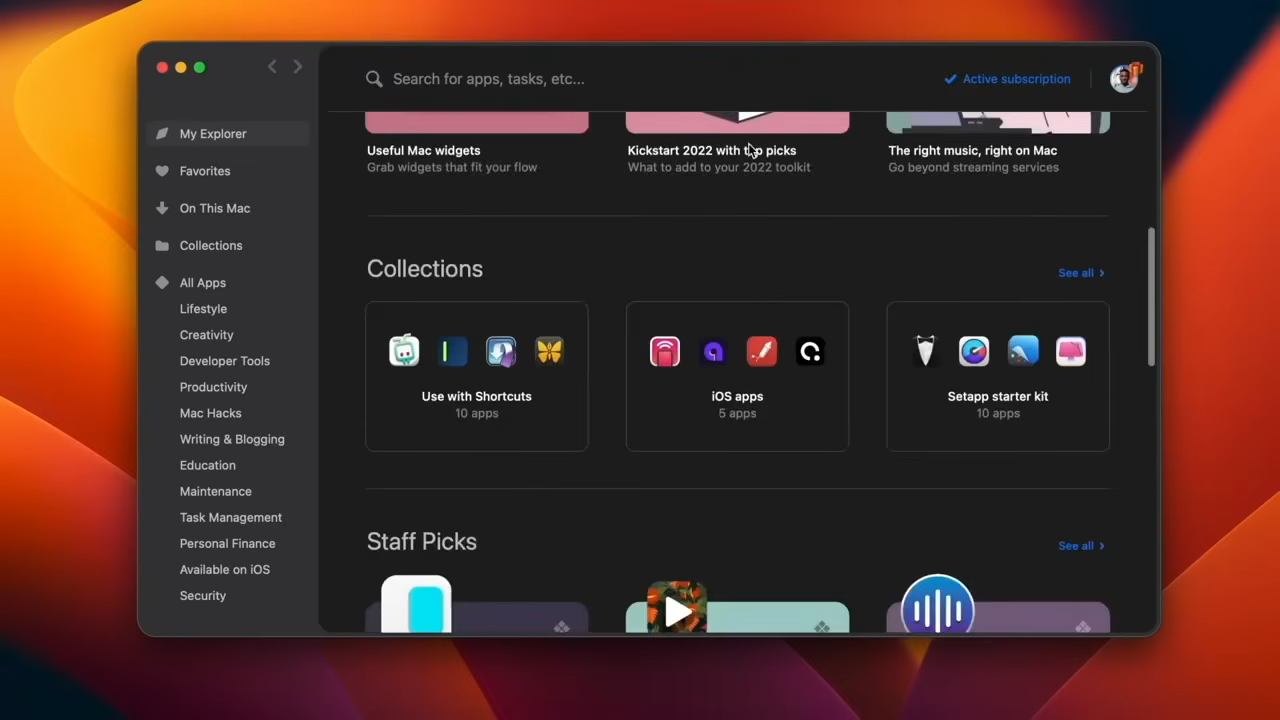 Search for apps, tasks, etc...
Active subscription
My Explorer
Favorites
On This Mac
Collections
All Apps
Lifestyle
Creativity
Developer Tools
Productivity
Mac Hacks
Writing & Blogging
Education
Maintenance
Task Management
Personal Finance
Available on iOS
Security
Useful Mac widgets
Grab widgets that fit your flow
Kickstart 2022 with top picks
What to add to your 2022 toolkit
The right music, right on Mac
Go beyond streaming services
Collections
See all
Use with Shortcuts
10 apps
iOS apps
5 apps
Setapp starter kit
10 apps
Staff Picks
See all